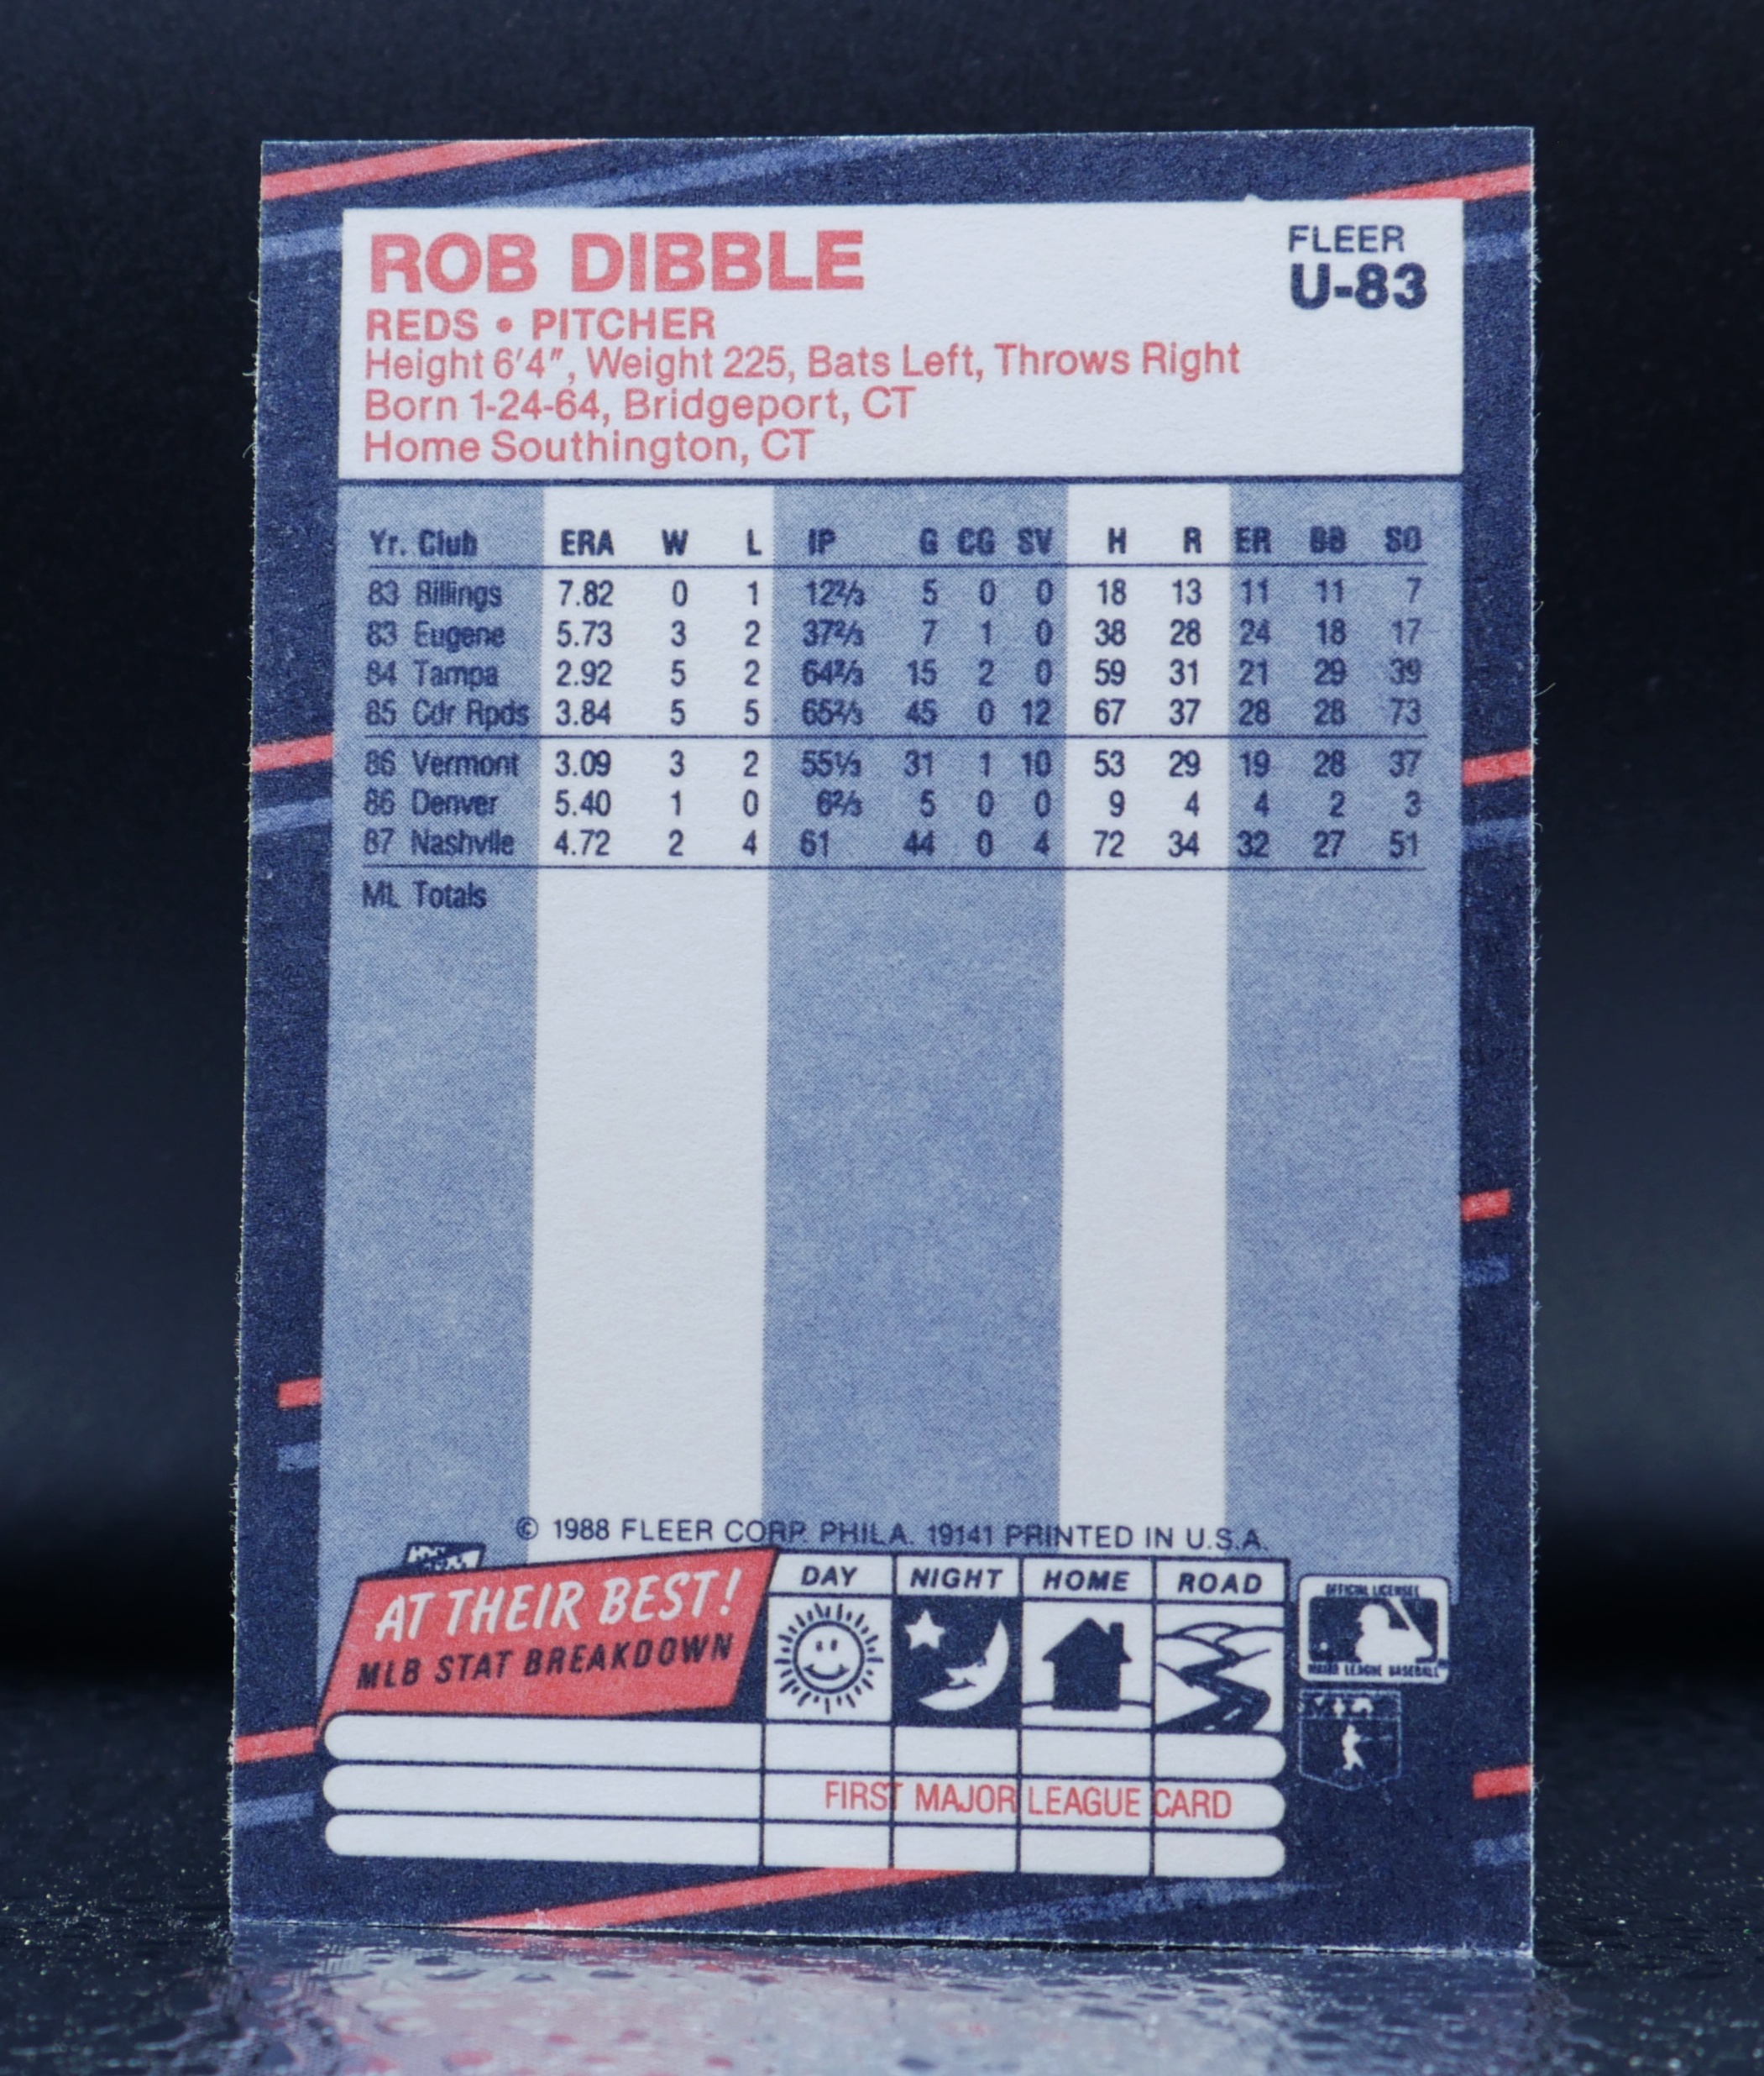 ROB DIBBLE
FLEER
U-83
REDS • PITCHER
Height 6'4", Weight 225, Bats Left, Throws Right
Born 1-24-64, Bridgeport, CT
Home Southington, CT
Yr. Club ERA W L IP G CG SV H R ER BB SO
83 Billings 7.82 0 1 12⅔ 5 0 0 18 13 11 11 7
83 Eugene 5.73 3 2 37⅔ 7 1 0 38 28 24 18 17
84 Tampa 2.92 5 2 64⅔ 15 2 0 59 31 21 29 39
85 Cdr Rpds 3.84 5 5 65⅔ 45 0 12 67 37 28 28 73
86 Vermont 3.09 3 2 55⅓ 31 1 10 53 29 19 28 37
86 Denver 5.40 1 0 6⅔ 5 0 0 9 4 4 2 3
87 Nashvlle 4.72 2 4 61 44 0 4 72 34 32 27 51
ML Totals
© 1988 FLEER CORP. PHILA. 19141 PRINTED IN U.S.A.
AT THEIR BEST!
MLB STAT BREAKDOWN
DAY NIGHT HOME ROAD
OFFICIAL LICENSEE
MAJOR LEAGUE BASEBALL
FIRST MAJOR LEAGUE CARD